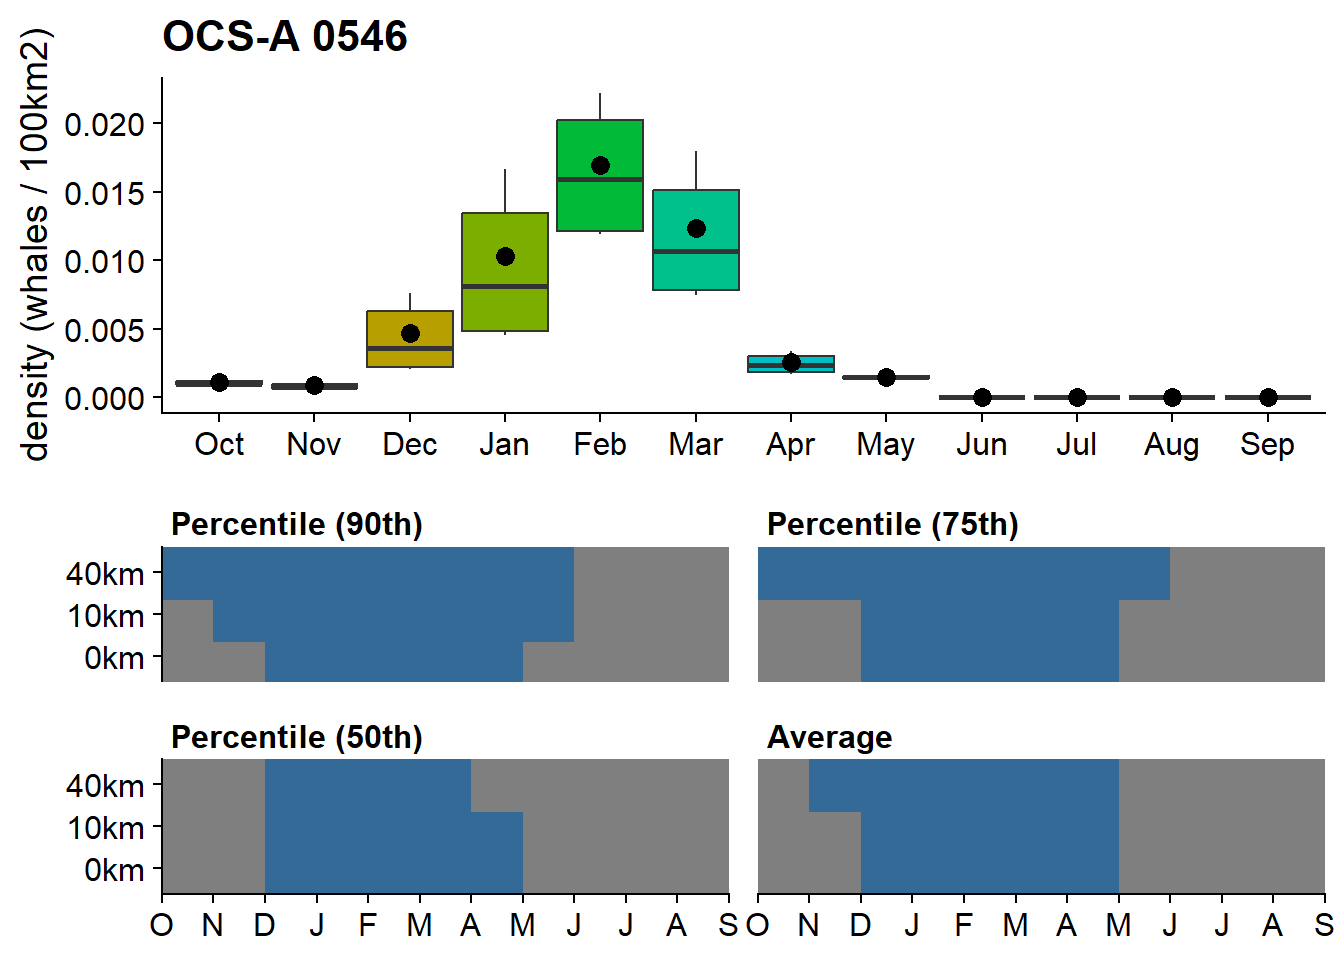 OCS-A 0546
density (whales / 100km2)
0.020
0.015
0.010
0.005
0.000
Oct Nov Dec Jan Feb Mar Apr May Jun Jul Aug Sep
Percentile (90th) Percentile (75th)
40km
10km
0km
Percentile (50th) Average
40km
10km
0km
O N D J F M A M J J A S O N D J F M A M J J A S